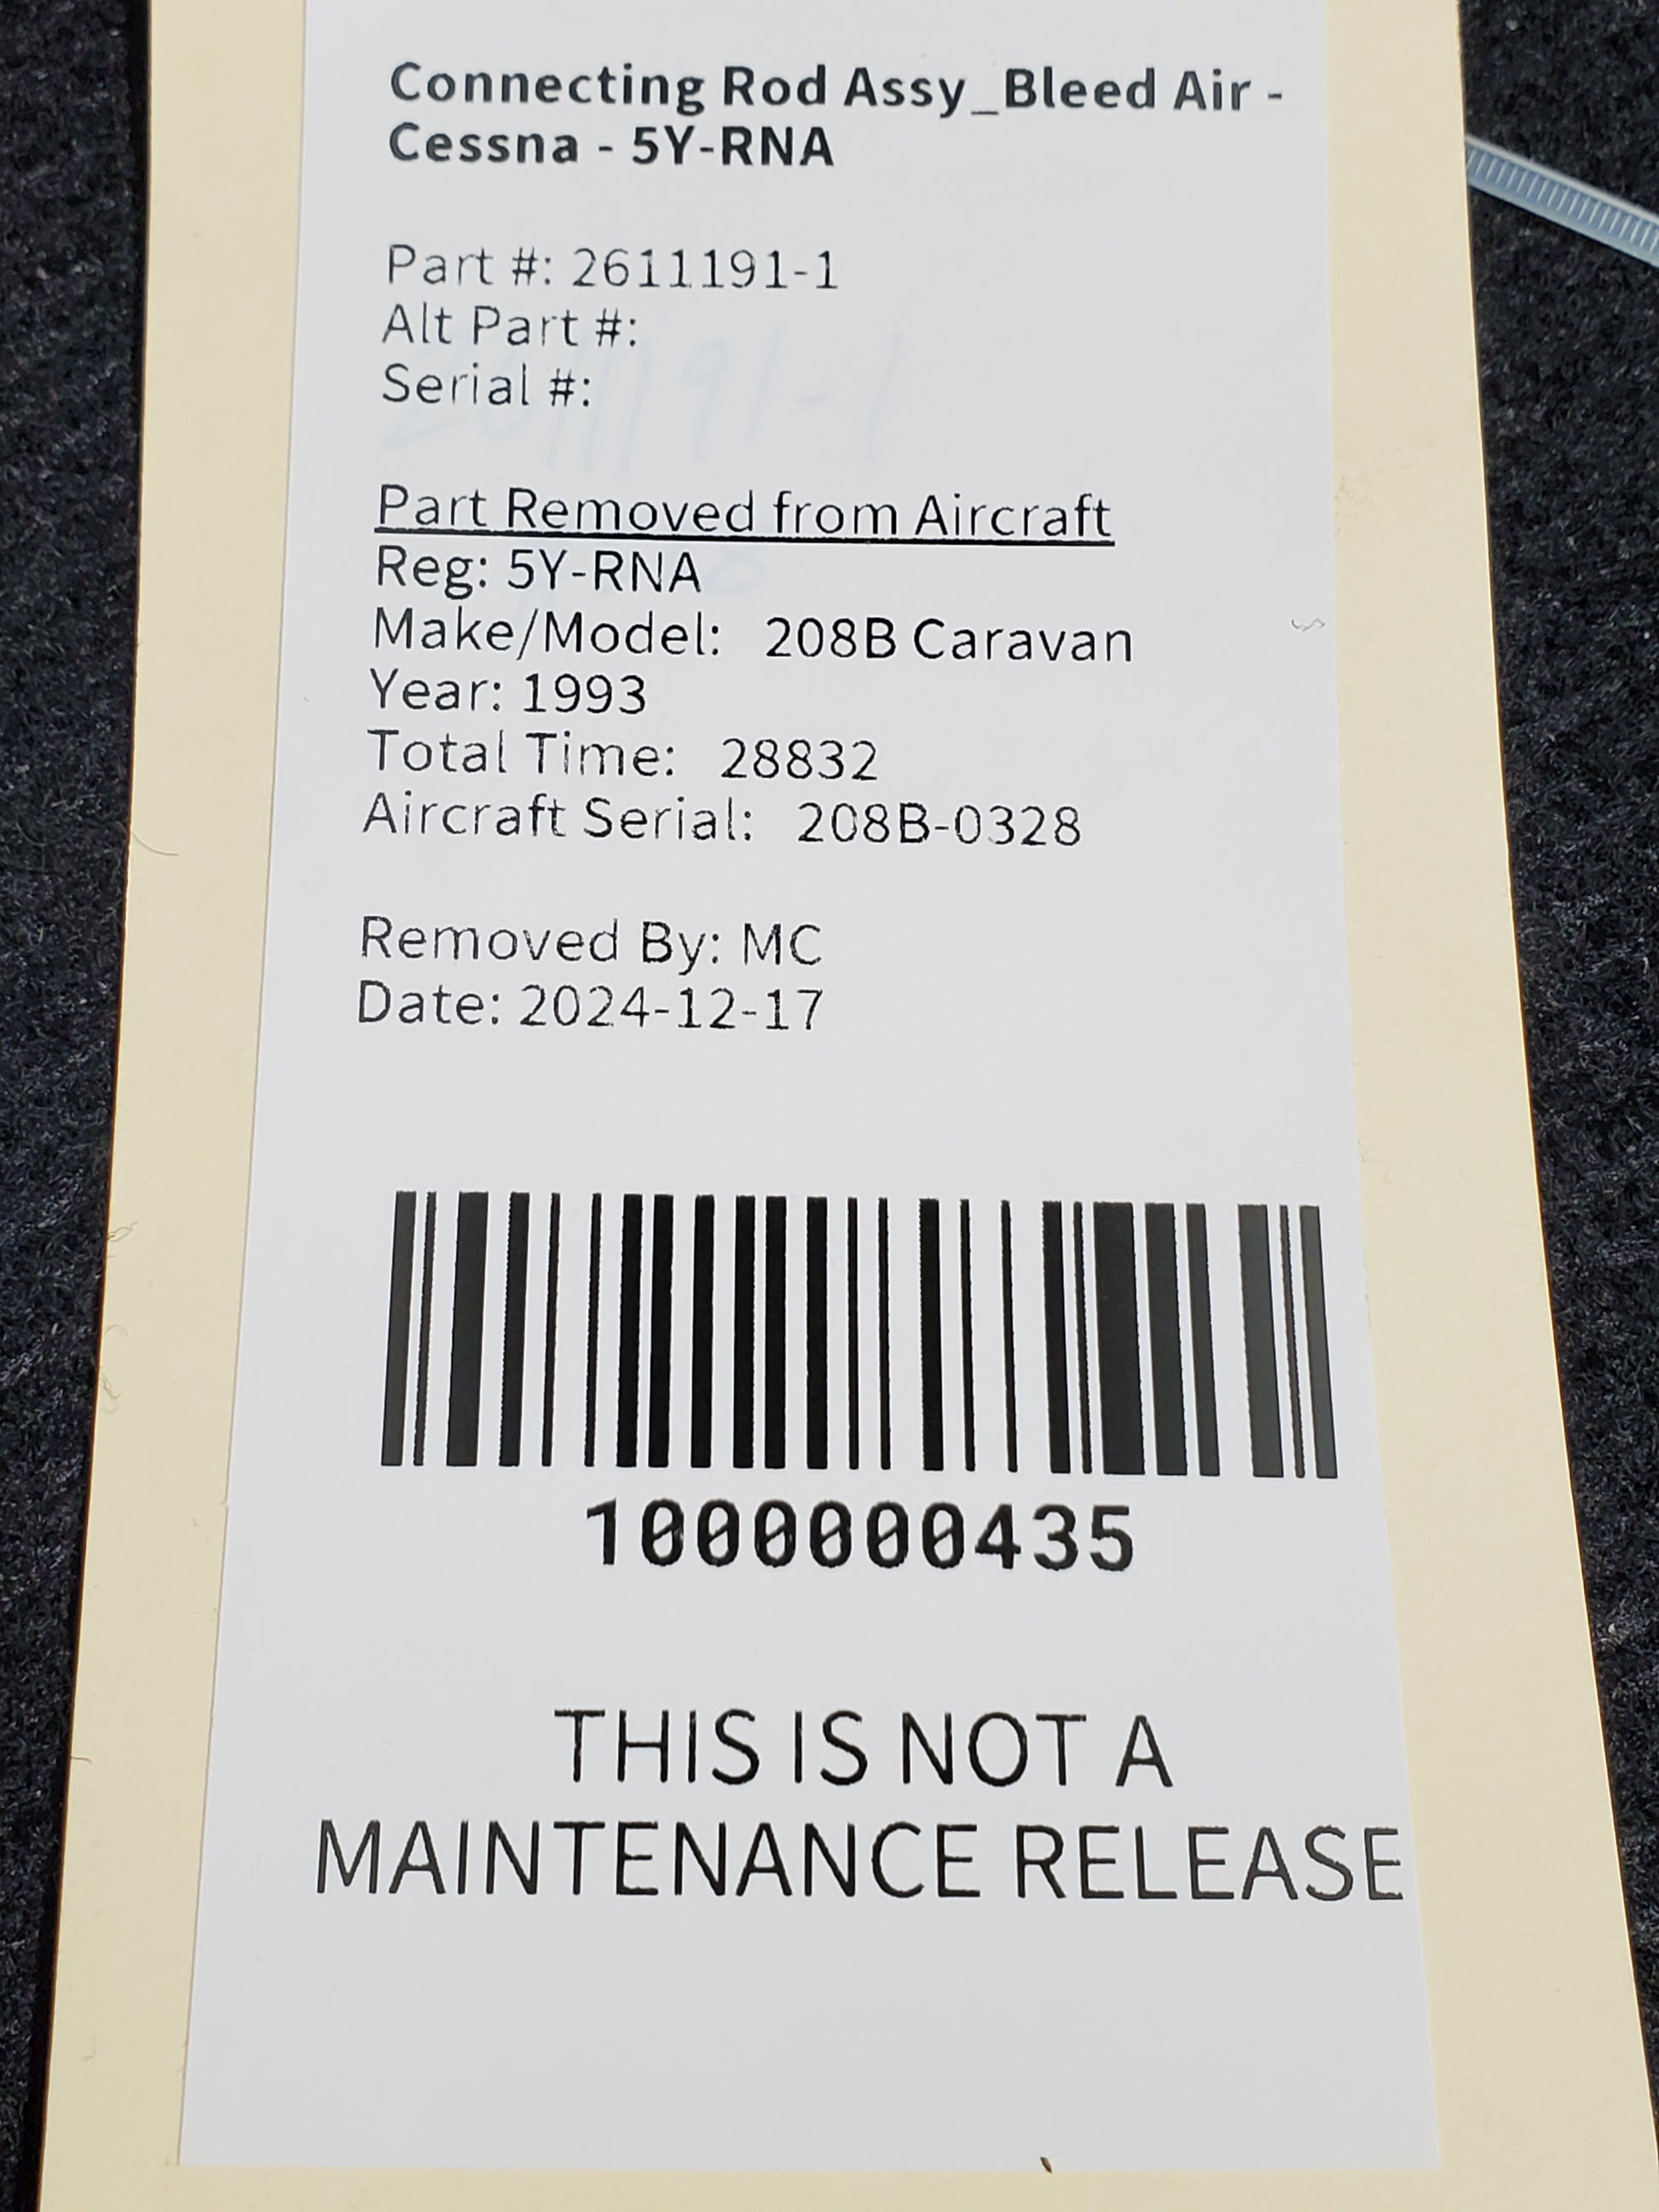 Connecting Rod Assy_Bleed Air -
Cessna - 5Y-RNA
Part #: 2611191-1
Alt Part #:
Serial #:
2611191-1
Part Removed from Aircraft
Reg: 5Y-RNA
Make/Model: 208B Caravan
Year: 1993
Total Time: 28832
Aircraft Serial: 208B-0328
Removed By: MC
Date: 2024-12-17
1000000435
THIS IS NOT A
MAINTENANCE RELEASE